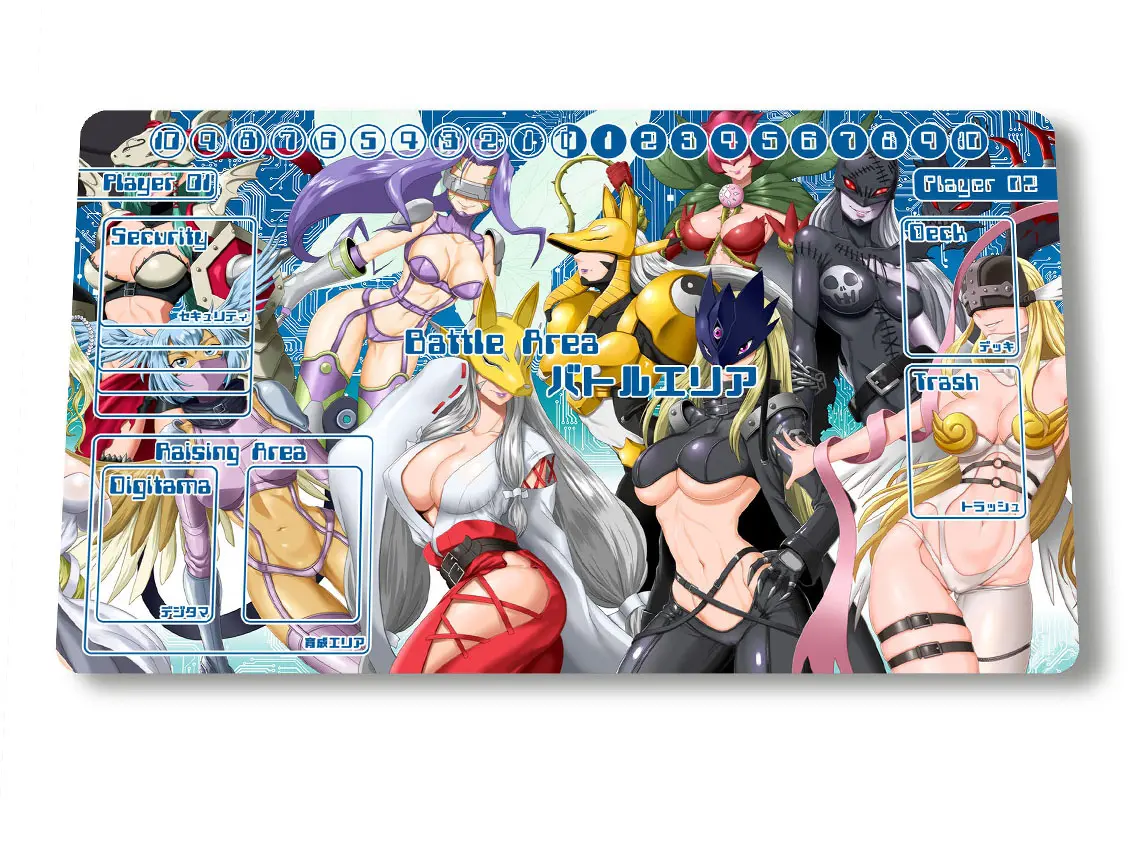 10 9 8 7 6 5 4 3 2 1 0 1 2 3 4 5 6 7 8 9 10
Player 01
Player 02
Security
セキュリティ
Deck
デッキ
Battle Area
バトルエリア
Trash
トラッシュ
Raising Area
Digitama
デジタマ
育成エリア